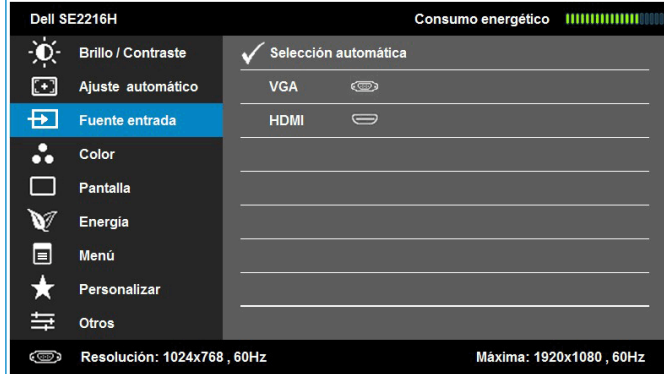 Dell SE2216H
Consumo energético
Brillo / Contraste
Ajuste automático
Fuente entrada
Color
Pantalla
Energía
Menú
Personalizar
Otros
Selección automática
VGA
HDMI
Resolución: 1024x768 , 60Hz
Máxima: 1920x1080 , 60Hz